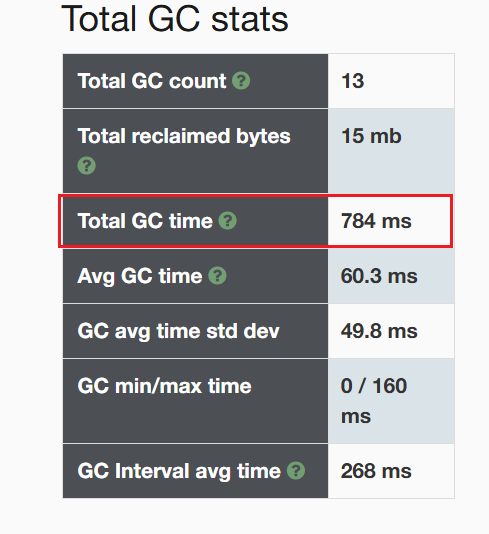 Total GC stats
Total GC count ? 13
Total reclaimed bytes 15 mb
?
Total GC time ? 784 ms
Avg GC time ? 60.3 ms
GC avg time std dev 49.8 ms
GC min/max time 0 / 160
ms
GC Interval avg time ? 268 ms